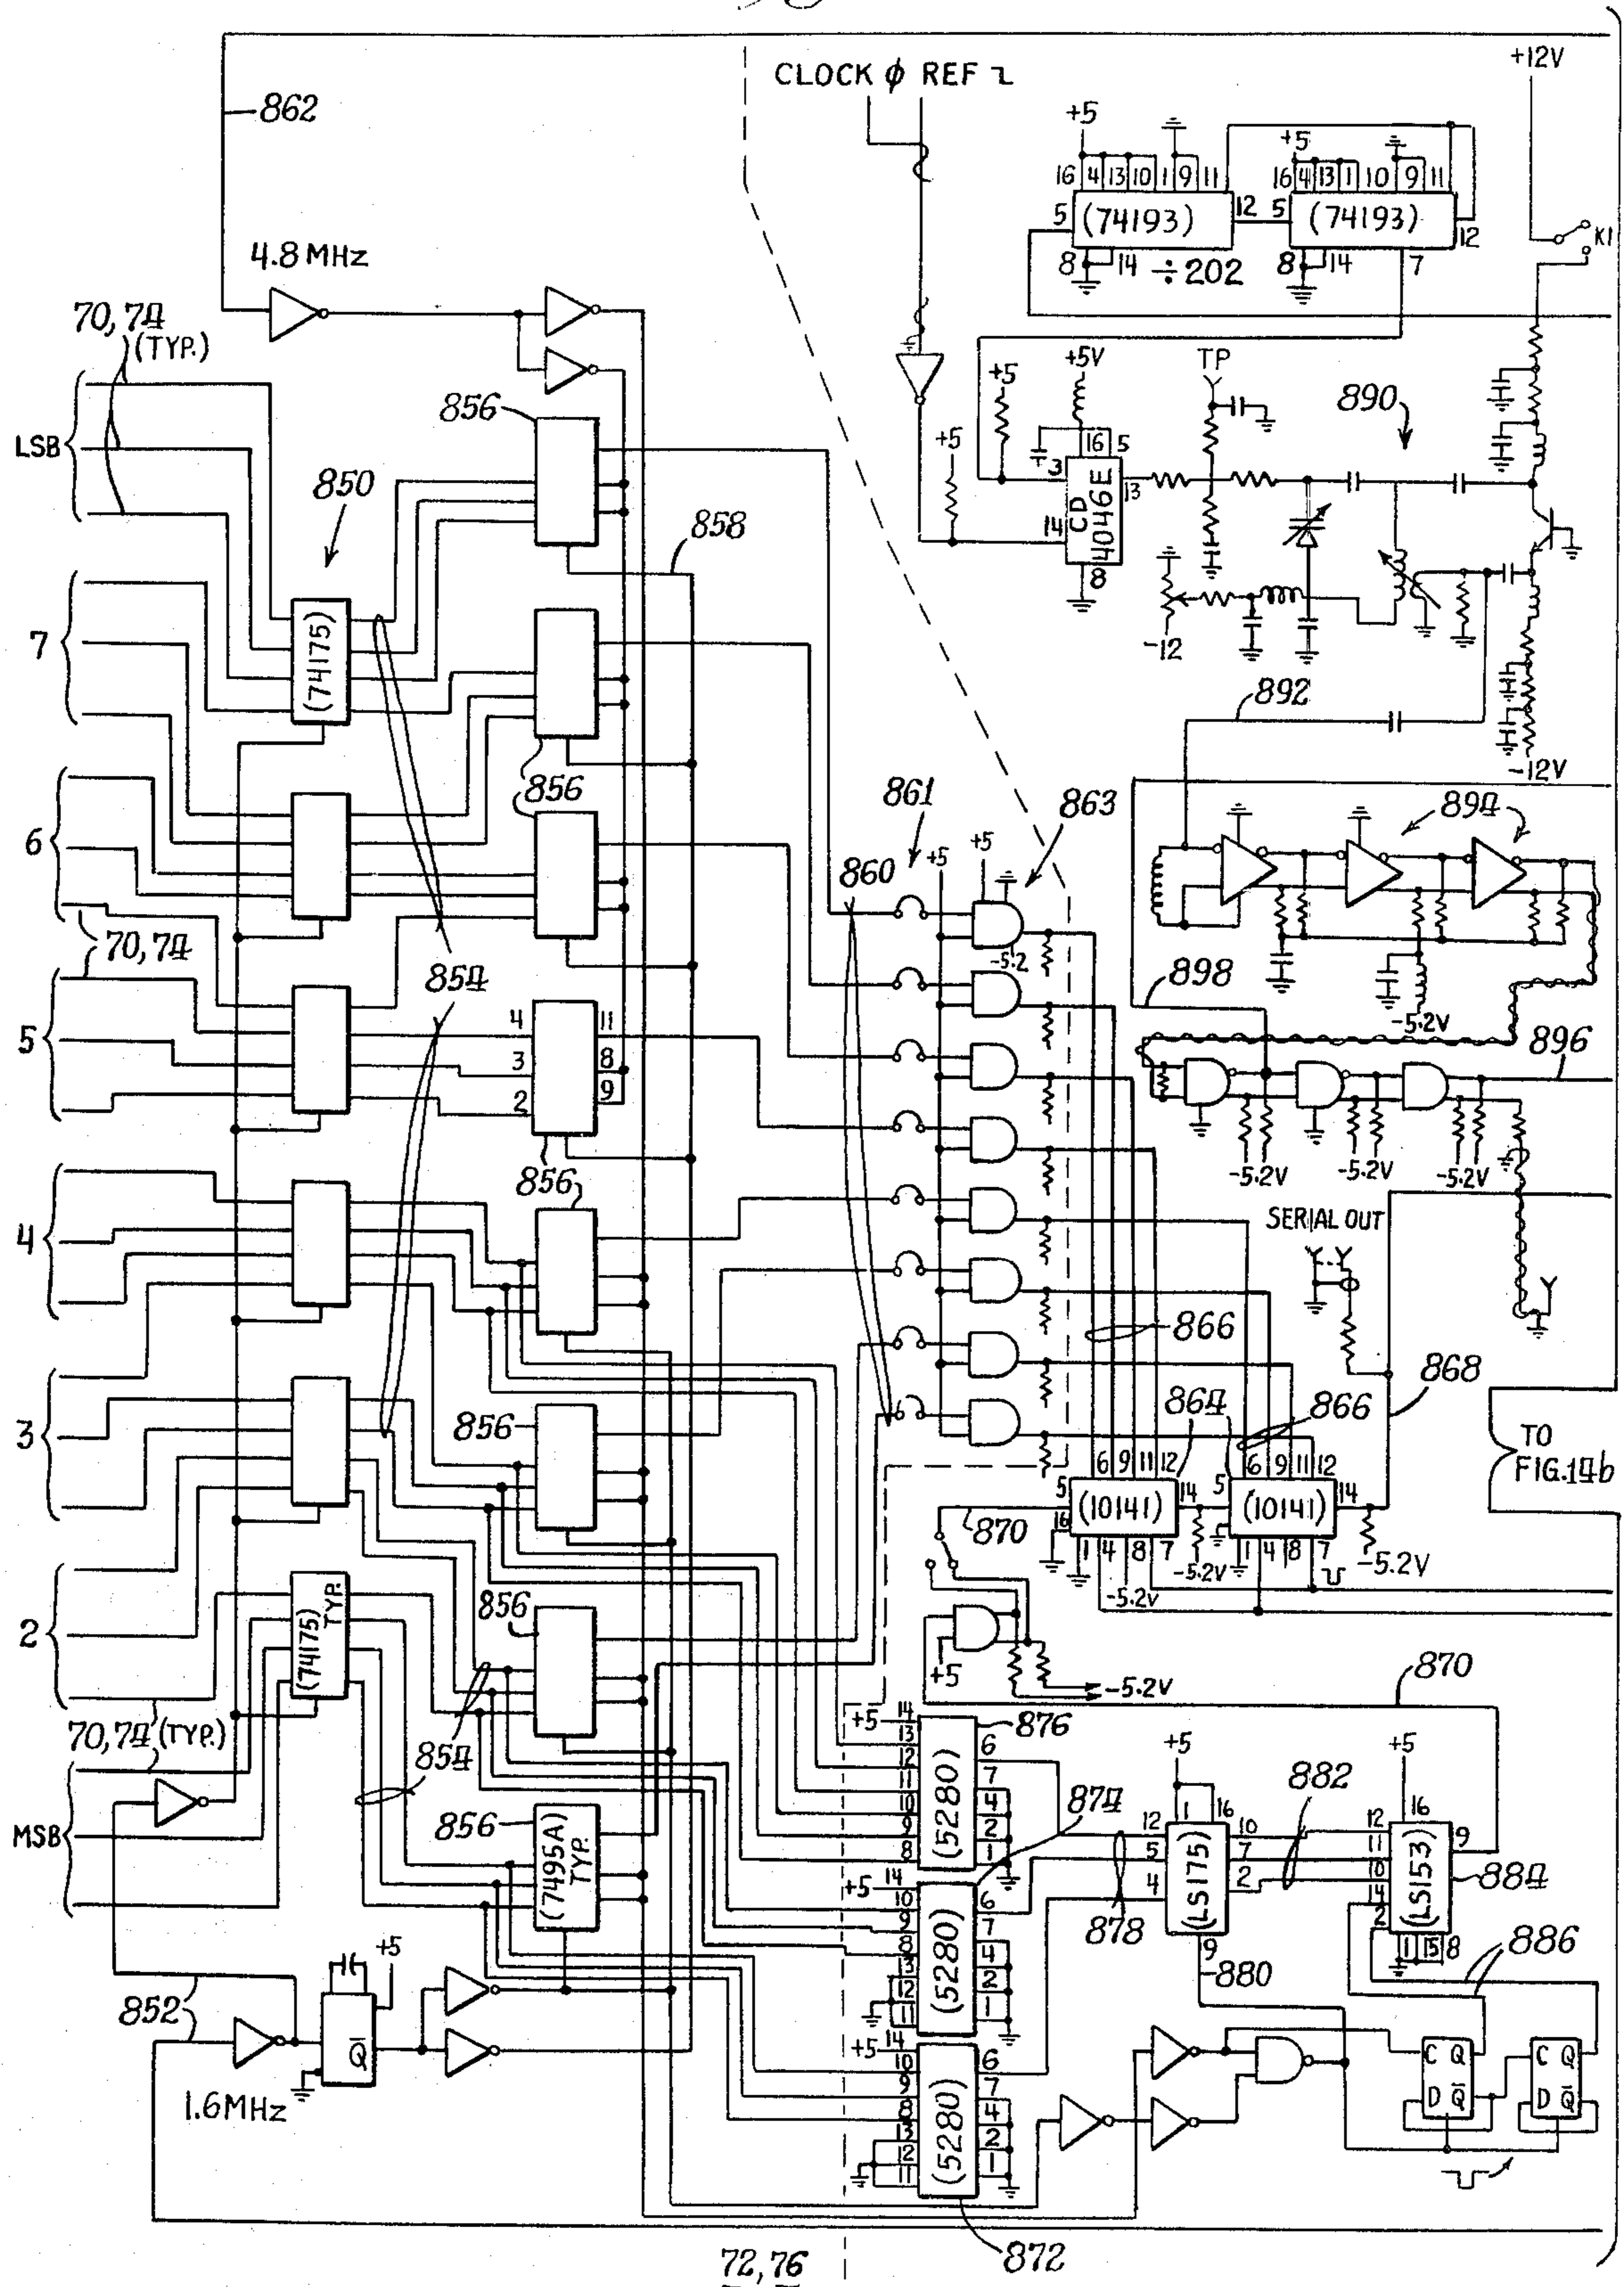 CLOCK ϕ REF
+12V
862
+5
+5
16 4 13 10 1 9 11
16 4 13 1 10 9 11
5 (74193) 12
5 (74193) 12
K1
8 14 ÷202
8 14 7
4.8 MHz
70, 74
(TYP.)
+5
+5V
TP
890
856
+5
16 5
3
CD
4046E
13
14
8
LSB
850
858
-12
7
(74175)
892
-12V
856
861
863
894
6
+5
+5
860
70, 74
-5.2
854
898
-5.2V
896
5
4
3
2
11
8
9
856
-5.2V
-5.2V
-5.2V
856
4
SERIAL OUT
866
868
3
856
864
866
TO
FIG.14b
6 9 11 12
6 9 11 12
5 (10141) 14
5 (10141) 14
16
870
1 4 8 7
1 4 8 7
-5.2V
-5.2V
-5.2V
2
(74175)
TYP.
856
+5
-5.2V
870
70, 74 (TYP.)
854
+5 14
13
12
11
10
9
8
(5280)
6
7
4
2
1
876
874
+5
1 16
12
5
4
(LS175)
10
7
2
9
882
+5
16
12
11
10
14
2
(LS153)
9
884
1 15 8
MSB
856
(7495A)
TYP.
+5 14
10
9
8
13
12
11
(5280)
6
7
4
2
1
878
880
886
+5
852
Q̅
1.6MHz
+5 14
10
9
8
13
12
11
(5280)
6
7
4
2
1
C Q
D Q̅
C Q
D Q̅
872
72, 76